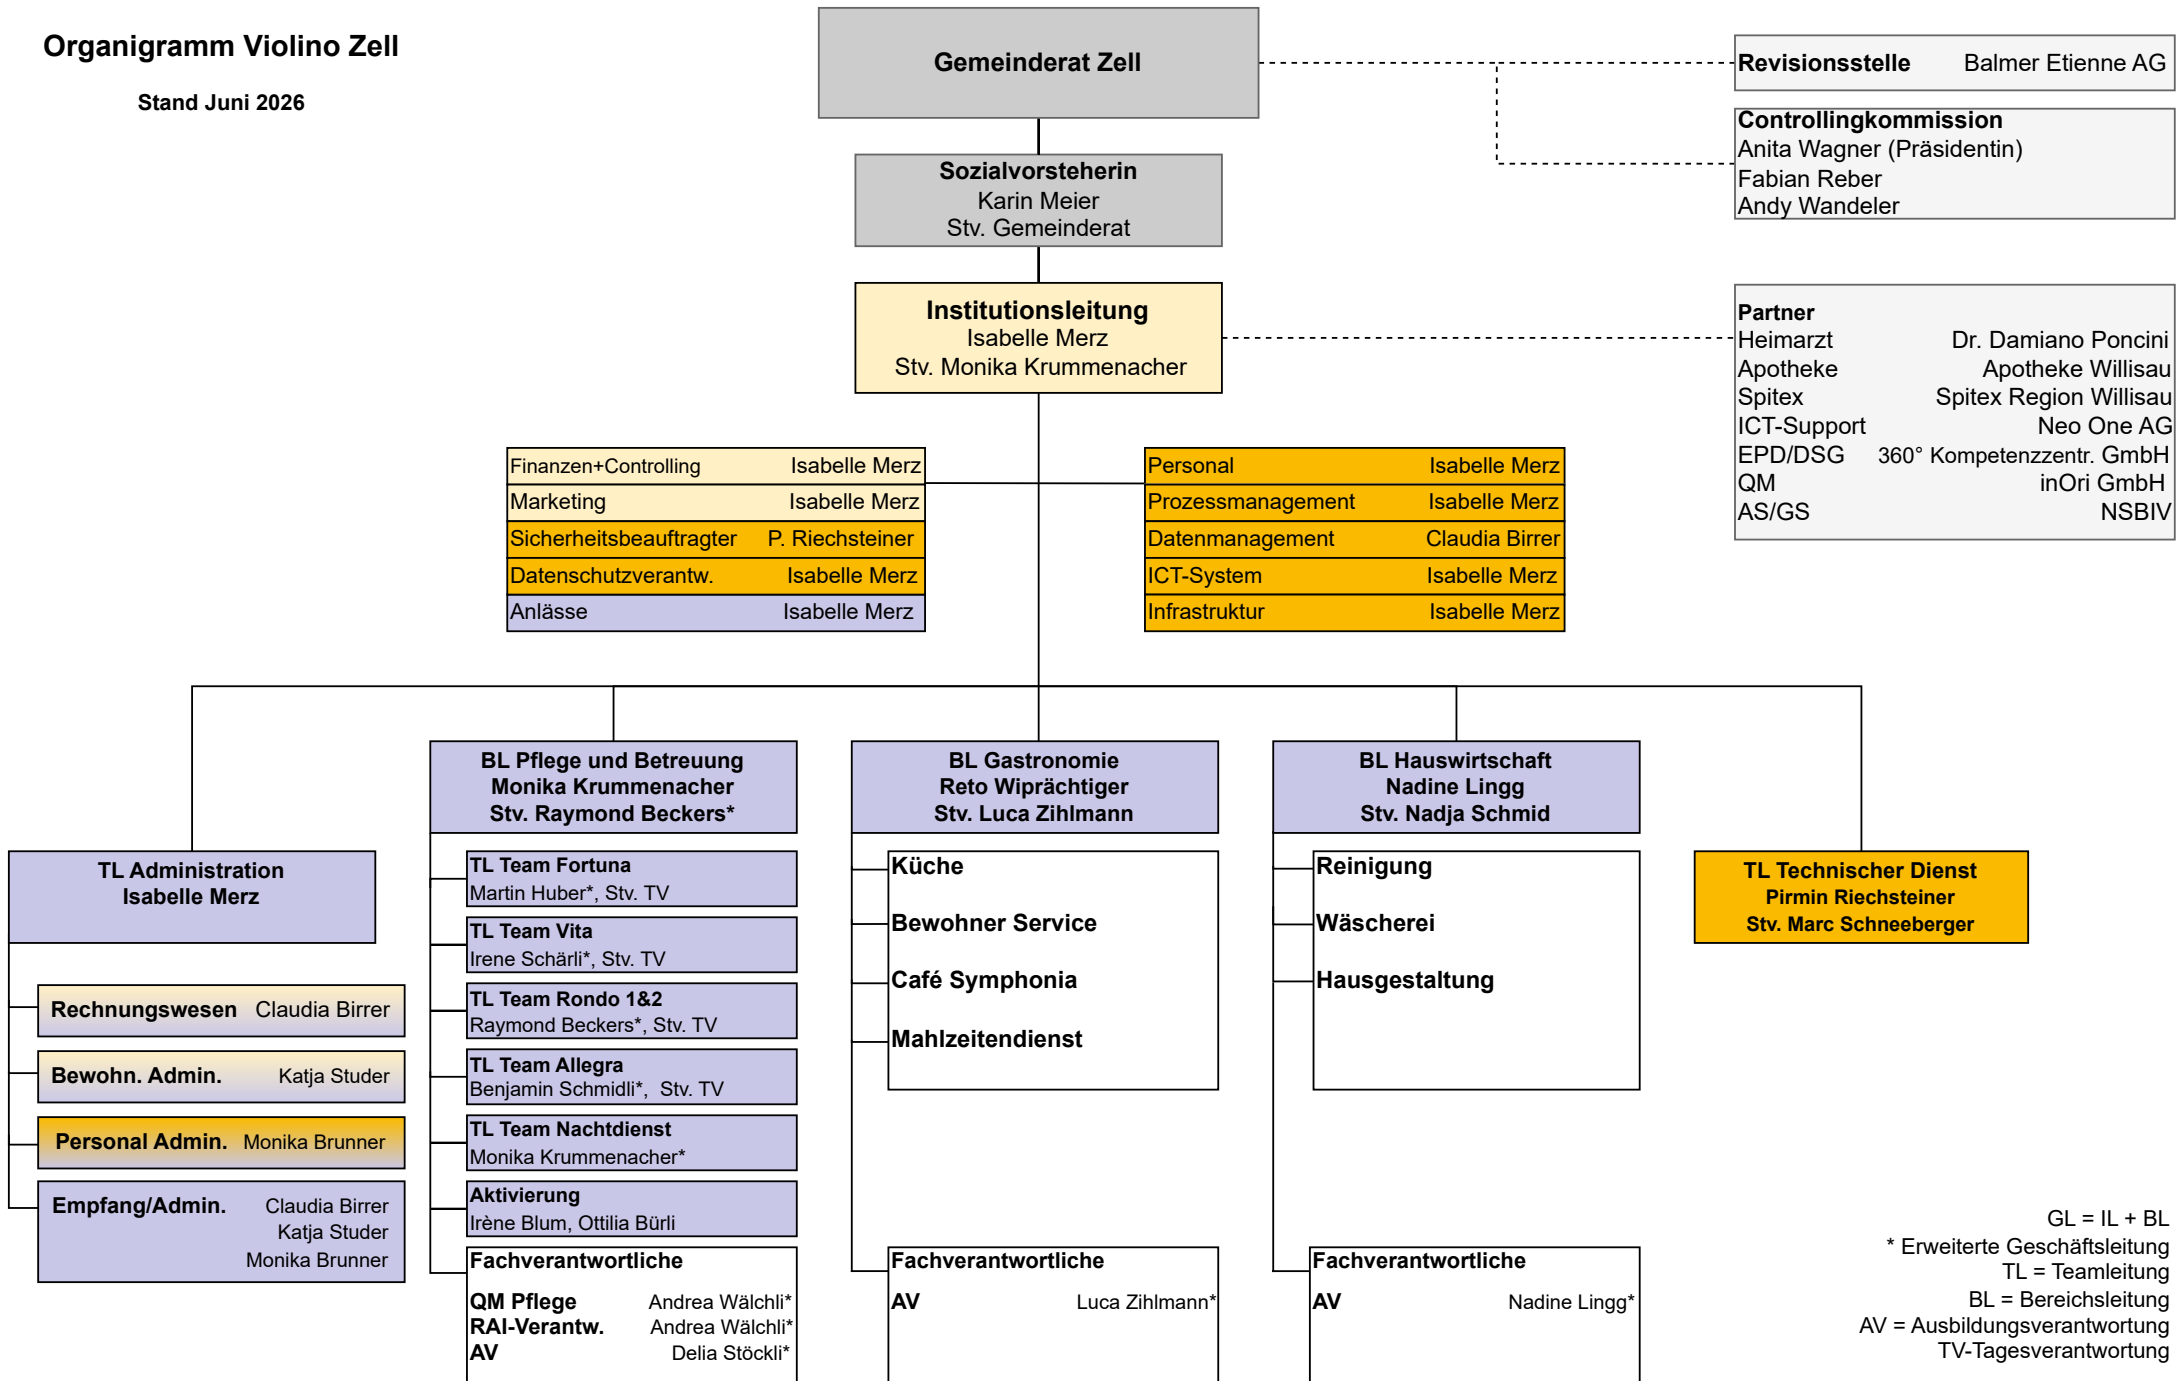 Organigramm Violino Zell
Stand Juni 2026
Gemeinderat Zell
Sozialvorsteherin
Karin Meier
Stv. Gemeinderat
Institutionsleitung
Isabelle Merz
Stv. Monika Krummenacher
Revisionsstelle Balmer Etienne AG
Controllingkommission
Anita Wagner (Präsidentin)
Fabian Reber
Andy Wandeler
Partner
Heimarzt Dr. Damiano Poncini
Apotheke Apotheke Willisau
Spitex Spitex Region Willisau
ICT-Support Neo One AG
EPD/DSG 360° Kompetenzzentr. GmbH
QM inOri GmbH
AS/GS NSBIV
Finanzen+Controlling Isabelle Merz
Marketing Isabelle Merz
Sicherheitsbeauftragter P. Riechsteiner
Datenschutzverantw. Isabelle Merz
Anlässe Isabelle Merz
Personal Isabelle Merz
Prozessmanagement Isabelle Merz
Datenmanagement Claudia Birrer
ICT-System Isabelle Merz
Infrastruktur Isabelle Merz
TL Administration
Isabelle Merz
Rechnungswesen Claudia Birrer
Bewohn. Admin. Katja Studer
Personal Admin. Monika Brunner
Empfang/Admin. Claudia Birrer
Katja Studer
Monika Brunner
BL Pflege und Betreuung
Monika Krummenacher
Stv. Raymond Beckers*
TL Team Fortuna
Martin Huber*, Stv. TV
TL Team Vita
Irene Schärli*, Stv. TV
TL Team Rondo 1&2
Raymond Beckers*, Stv. TV
TL Team Allegra
Benjamin Schmidli*, Stv. TV
TL Team Nachtdienst
Monika Krummenacher*
Aktivierung
Irène Blum, Ottilia Bürli
Fachverantwortliche
QM Pflege Andrea Wälchli*
RAI-Verantw. Andrea Wälchli*
AV Delia Stöckli*
BL Gastronomie
Reto Wiprächtiger
Stv. Luca Zihlmann
Küche
Bewohner Service
Café Symphonia
Mahlzeitendienst
Fachverantwortliche
AV Luca Zihlmann*
BL Hauswirtschaft
Nadine Lingg
Stv. Nadja Schmid
Reinigung
Wäscherei
Hausgestaltung
Fachverantwortliche
AV Nadine Lingg*
TL Technischer Dienst
Pirmin Riechsteiner
Stv. Marc Schneeberger
GL = IL + BL
* Erweiterte Geschäftsleitung
TL = Teamleitung
BL = Bereichsleitung
AV = Ausbildungsverantwortung
TV-Tagesverantwortung